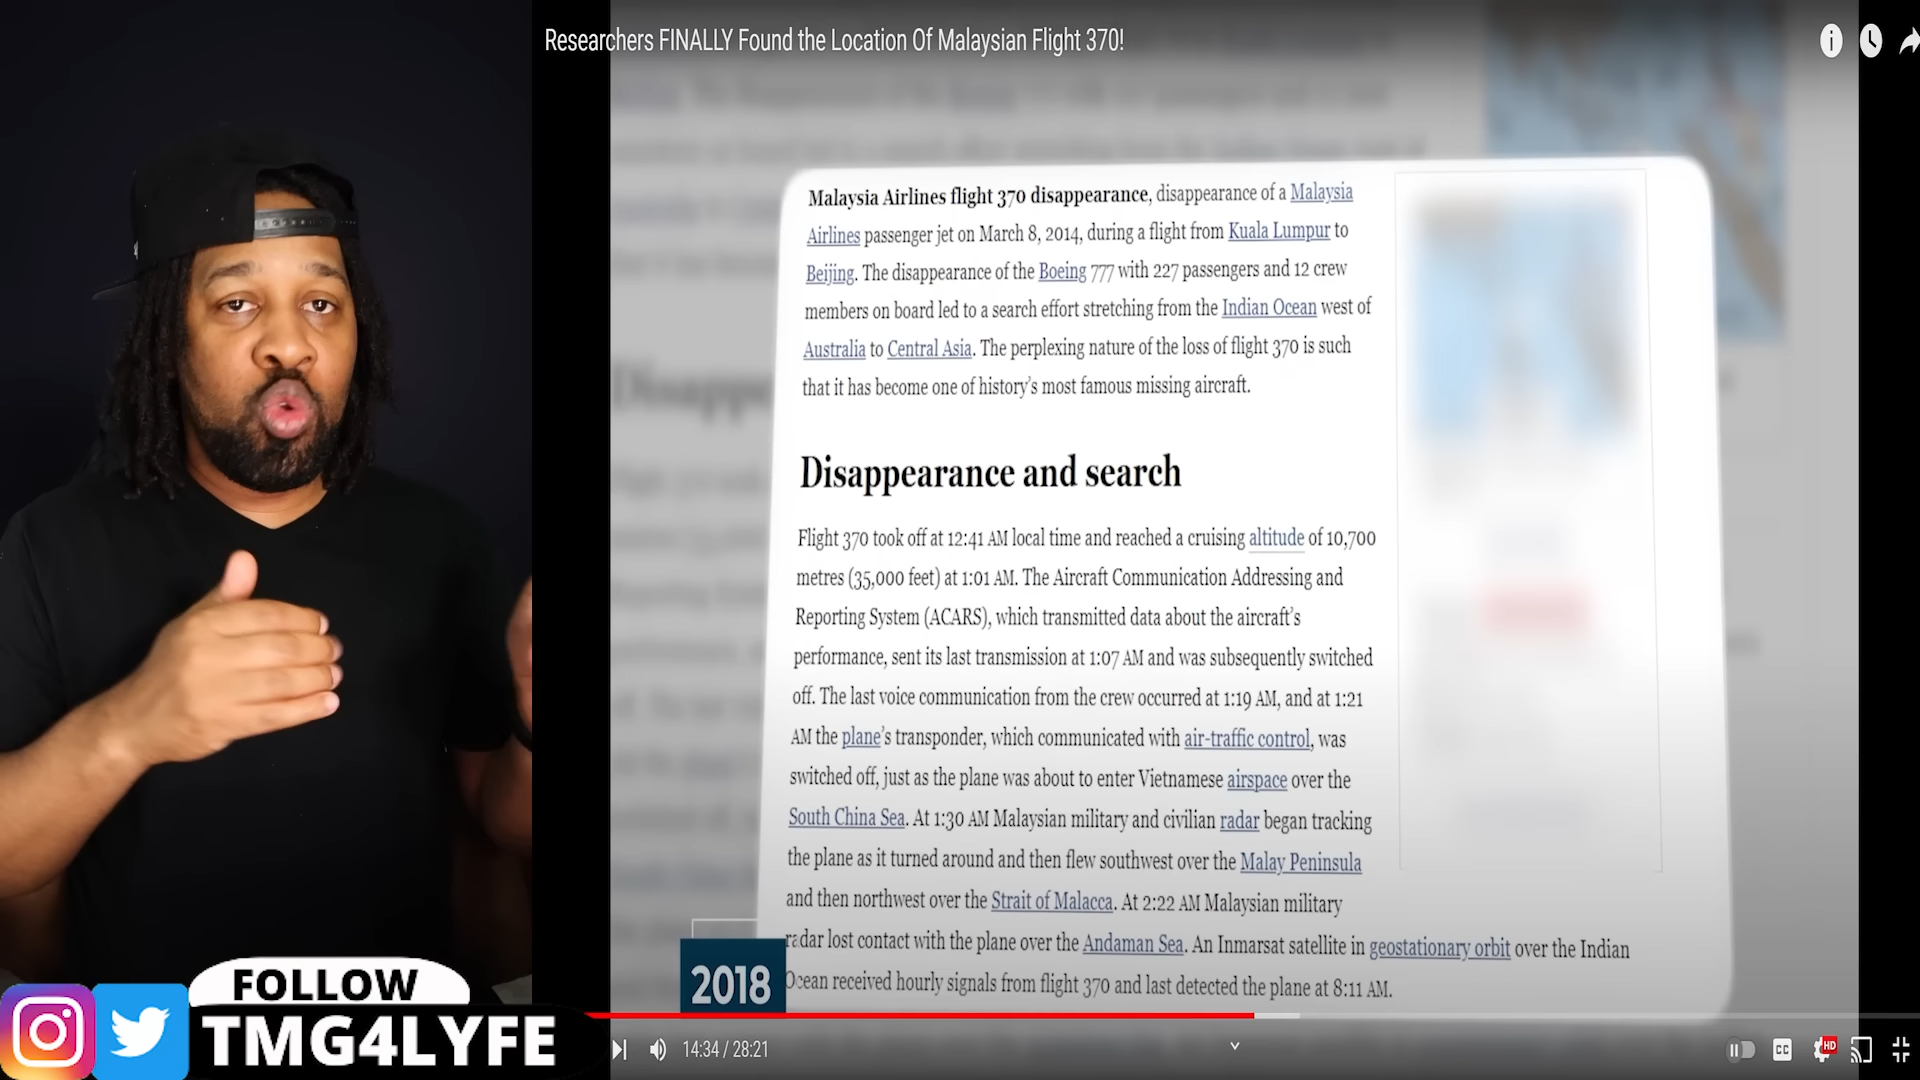 Researchers FINALLY Found the Location Of Malaysian Flight 370!
Malaysia Airlines flight 370 disappearance, disappearance of a Malaysia
Airlines passenger jet on March 8, 2014, during a flight from Kuala Lumpur to
Beijing. The disappearance of the Boeing 777 with 227 passengers and 12 crew
members on board led to a search effort stretching from the Indian Ocean west of
Australia to Central Asia. The perplexing nature of the loss of flight 370 is such
that it has become one of history's most famous missing aircraft.
Disappearance and search
Flight 370 took off at 12:41 AM local time and reached a cruising altitude of 10,700
metres (35,000 feet) at 1:01 AM. The Aircraft Communication Addressing and
Reporting System (ACARS), which transmitted data about the aircraft's
performance, sent its last transmission at 1:07 AM and was subsequently switched
off. The last voice communication from the crew occurred at 1:19 AM, and at 1:21
AM the plane's transponder, which communicated with air-traffic control, was
switched off, just as the plane was about to enter Vietnamese airspace over the
South China Sea. At 1:30 AM Malaysian military and civilian radar began tracking
the plane as it turned around and then flew southwest over the Malay Peninsula
and then northwest over the Strait of Malacca. At 2:22 AM Malaysian military
radar lost contact with the plane over the Andaman Sea. An Inmarsat satellite in geostationary orbit over the Indian
Ocean received hourly signals from flight 370 and last detected the plane at 8:11 AM.
2018
FOLLOW
TMG4LYFE
14:34 / 28:21
CC
HD